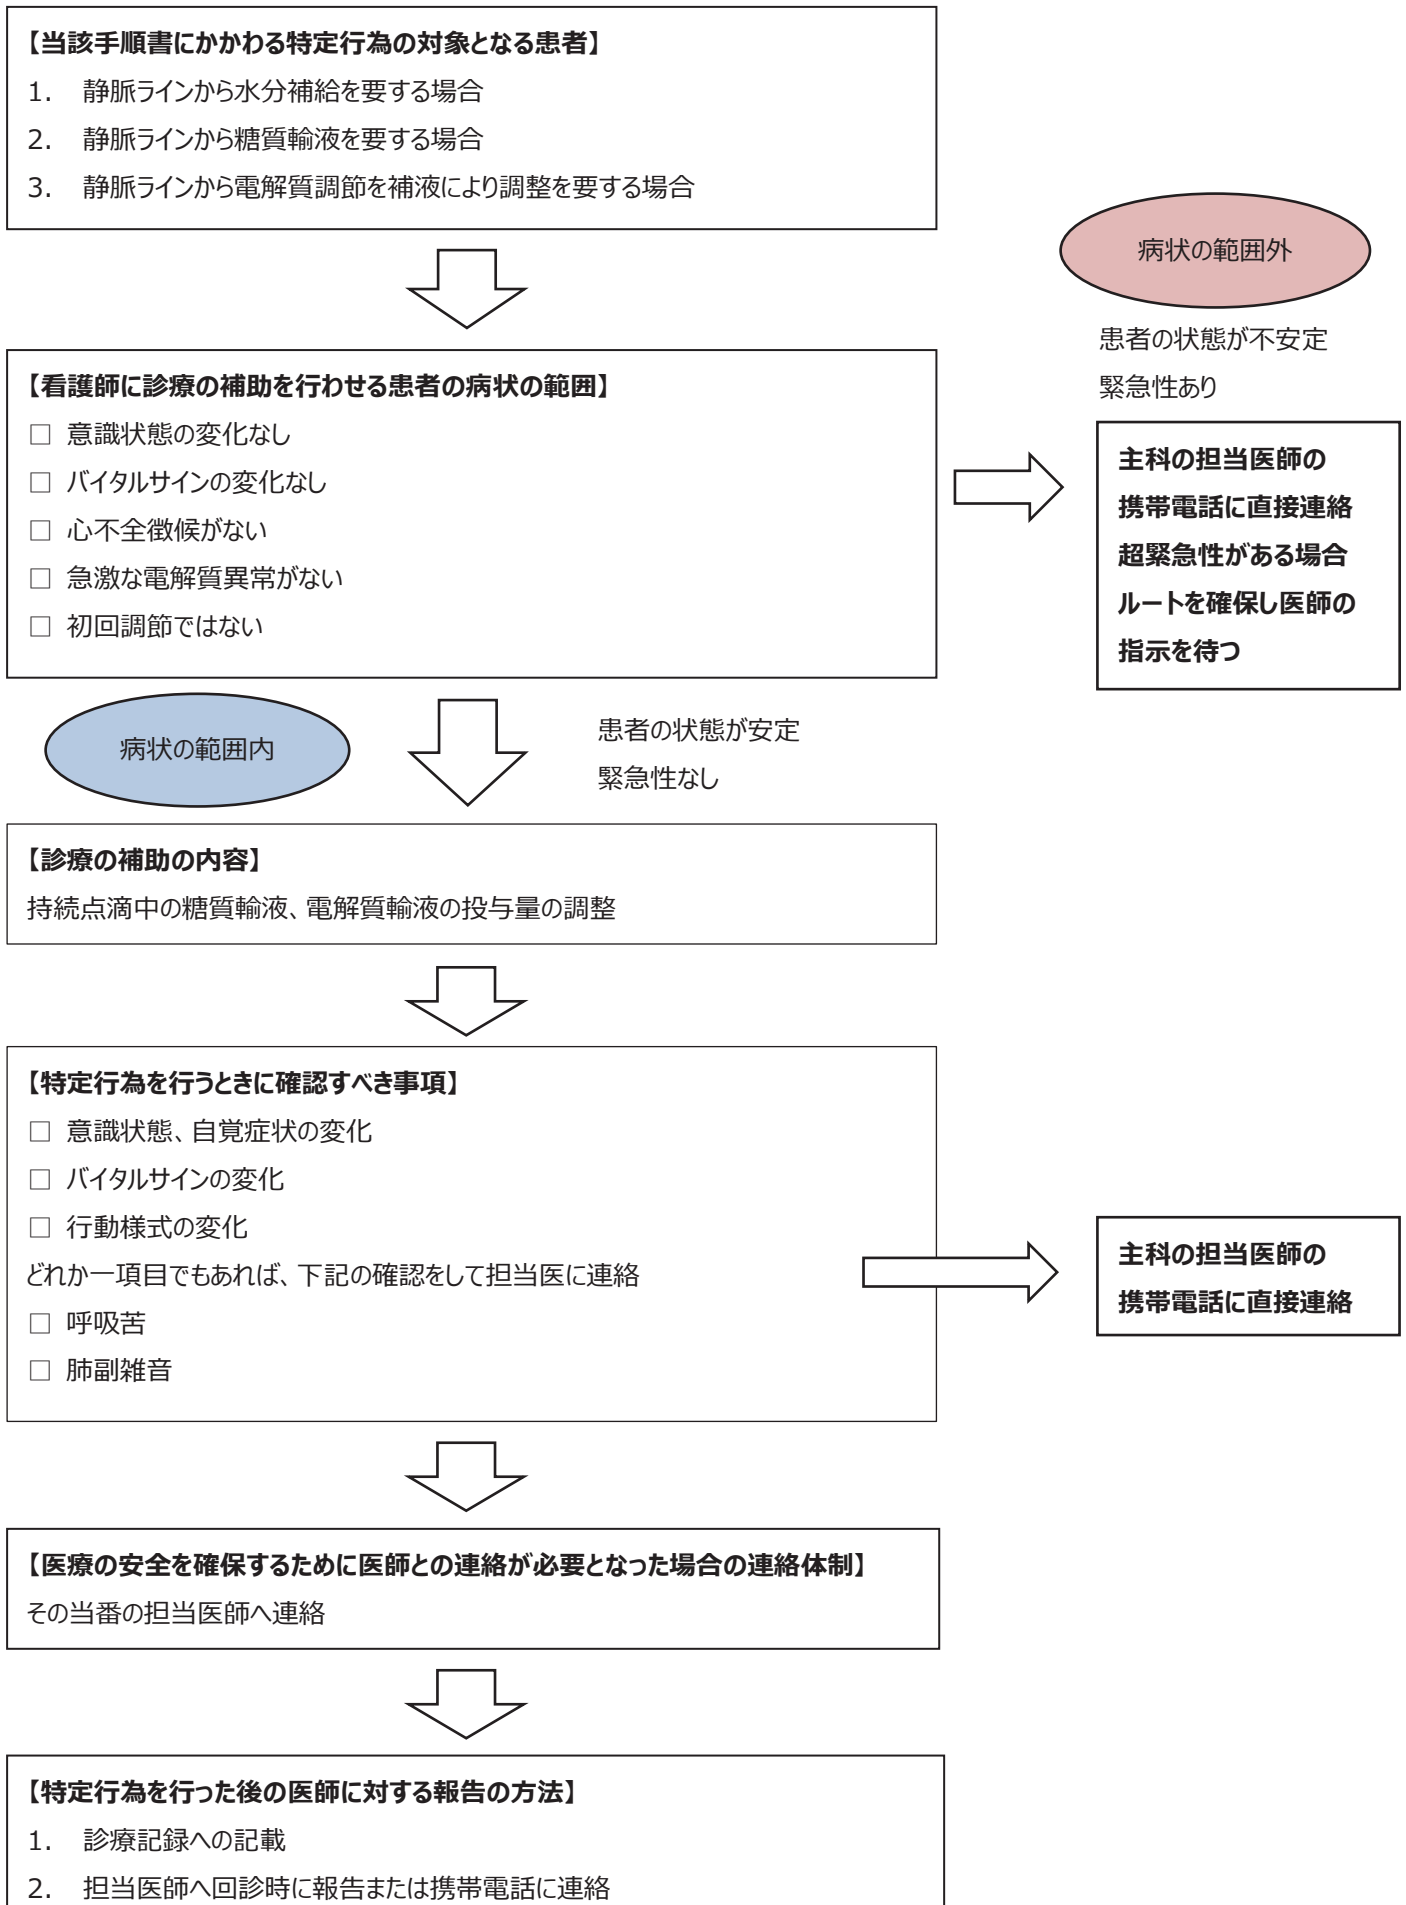 【当該手順書にかかわる特定行為の対象となる患者】
1. 静脈ラインから水分補給を要する場合
2. 静脈ラインから糖質輸液を要する場合
3. 静脈ラインから電解質調節を補液により調整を要する場合
病状の範囲外
患者の状態が不安定
緊急性あり
【看護師に診療の補助を行わせる患者の病状の範囲】
□ 意識状態の変化なし
□ バイタルサインの変化なし
□ 心不全徴候がない
□ 急激な電解質異常がない
□ 初回調節ではない
主科の担当医師の
携帯電話に直接連絡
超緊急性がある場合
ルートを確保し医師の
指示を待つ
病状の範囲内
患者の状態が安定
緊急性なし
【診療の補助の内容】
持続点滴中の糖質輸液、電解質輸液の投与量の調整
【特定行為を行うときに確認すべき事項】
□ 意識状態、自覚症状の変化
□ バイタルサインの変化
□ 行動様式の変化
どれか一項目でもあれば、下記の確認をして担当医に連絡
□ 呼吸苦
□ 肺副雑音
主科の担当医師の
携帯電話に直接連絡
【医療の安全を確保するために医師との連絡が必要となった場合の連絡体制】
その当番の担当医師へ連絡
【特定行為を行った後の医師に対する報告の方法】
1. 診療記録への記載
2. 担当医師へ回診時に報告または携帯電話に連絡